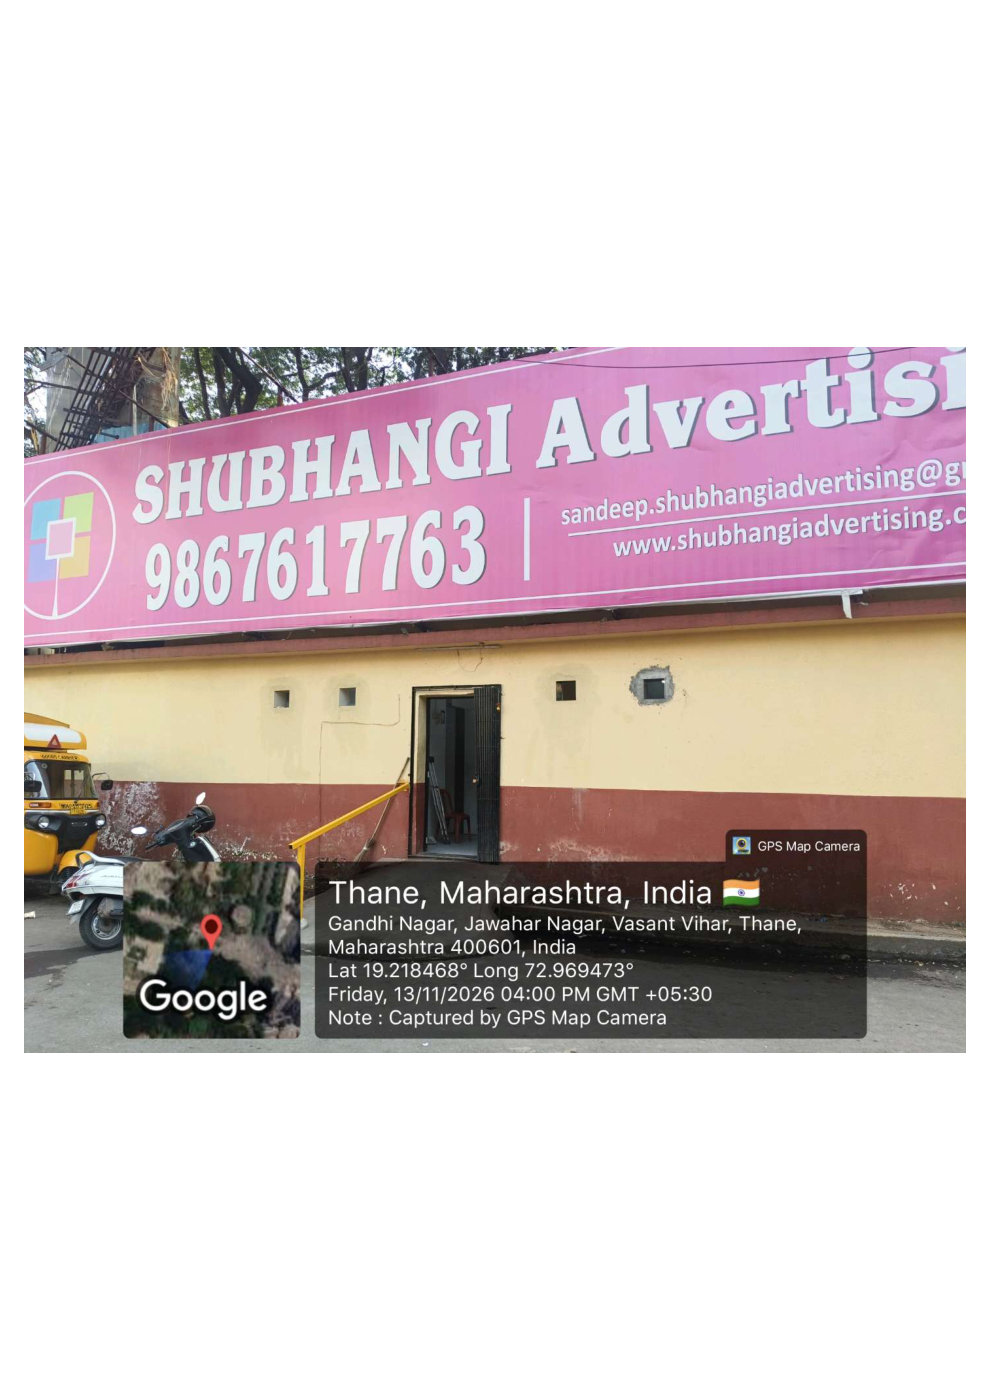 SHUBHANGI Advertisi
9867617763
sandeep.shubhangiadvertising@g
www.shubhangiadvertising.c
GPS Map Camera
Thane, Maharashtra, India
Gandhi Nagar, Jawahar Nagar, Vasant Vihar, Thane,
Maharashtra 400601, India
Lat 19.218468° Long 72.969473°
Friday, 13/11/2026 04:00 PM GMT +05:30
Note : Captured by GPS Map Camera
Google